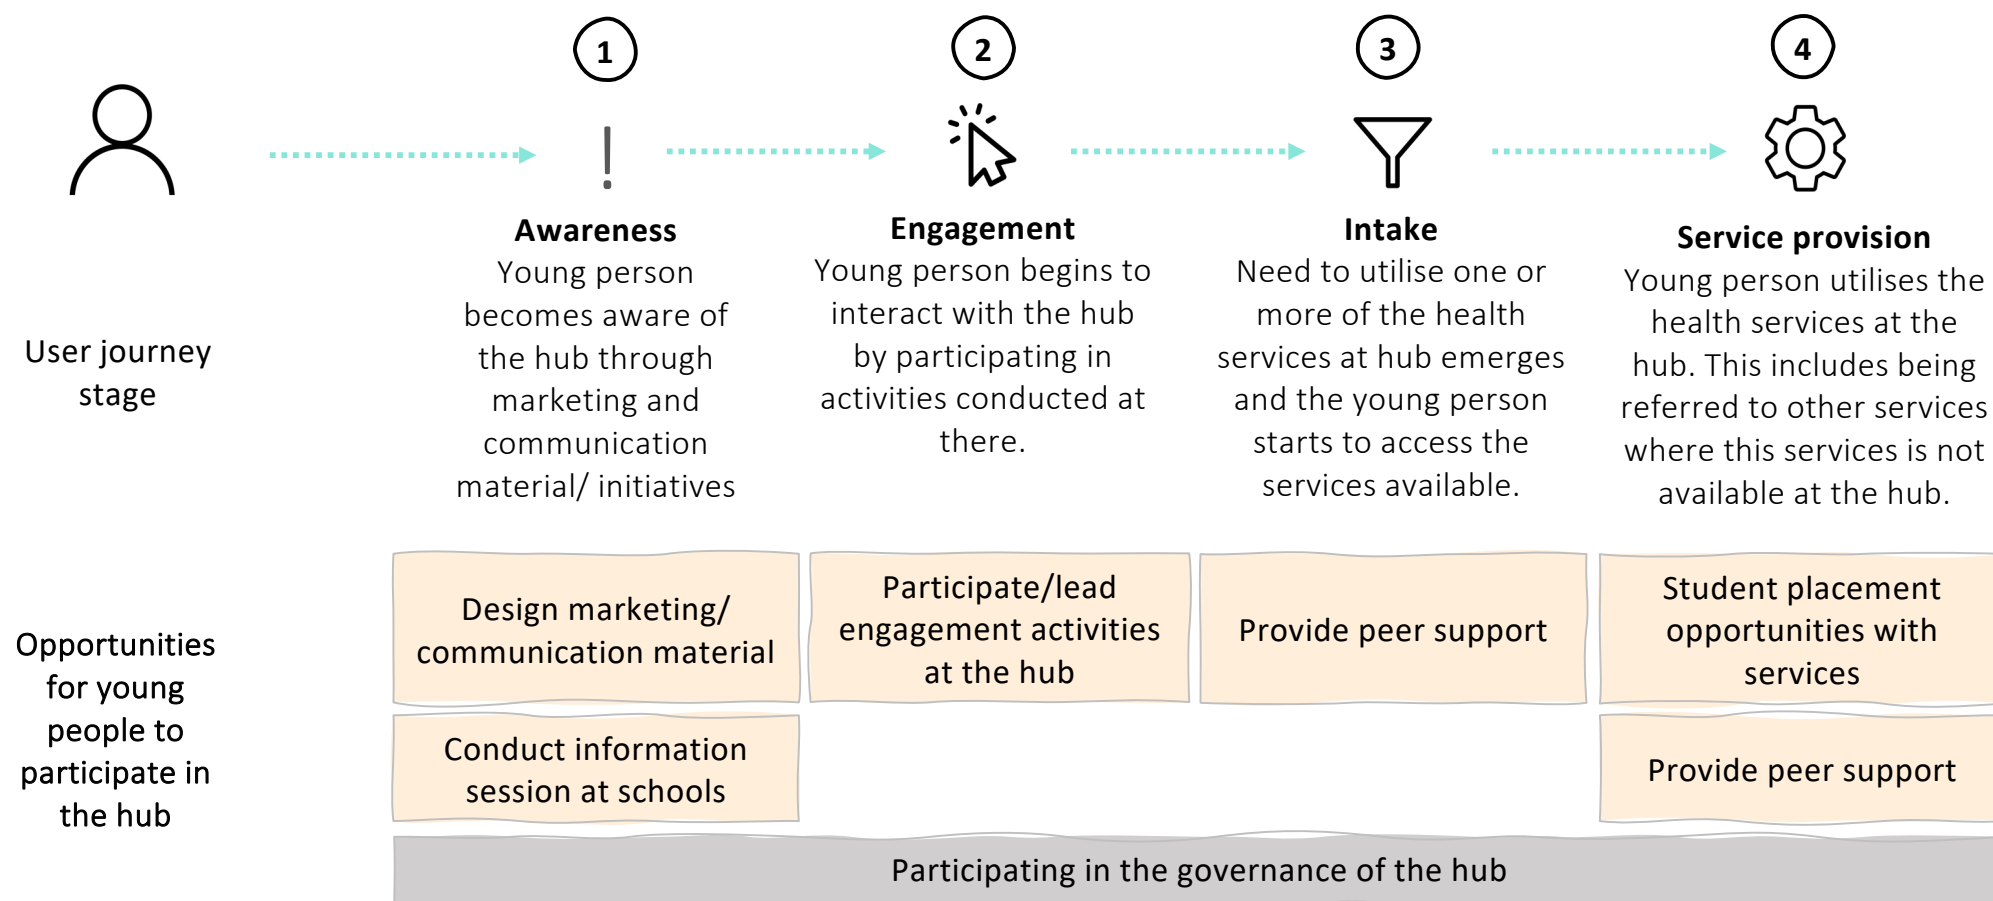 1
2
3
4
User journey
stage
Awareness
Young person
becomes aware of
the hub through
marketing and
communication
material/ initiatives
Engagement
Young person begins to
interact with the hub
by participating in
activities conducted at
there.
Intake
Need to utilise one or
more of the health
services at hub emerges
and the young person
starts to access the
services available.
Service provision
Young person utilises the
health services at the
hub. This includes being
referred to other services
where this services is not
available at the hub.
Opportunities
for young
people to
participate in
the hub
Design marketing/
communication material
Participate/lead
engagement activities
at the hub
Provide peer support
Student placement
opportunities with
services
Conduct information
session at schools
Provide peer support
Participating in the governance of the hub